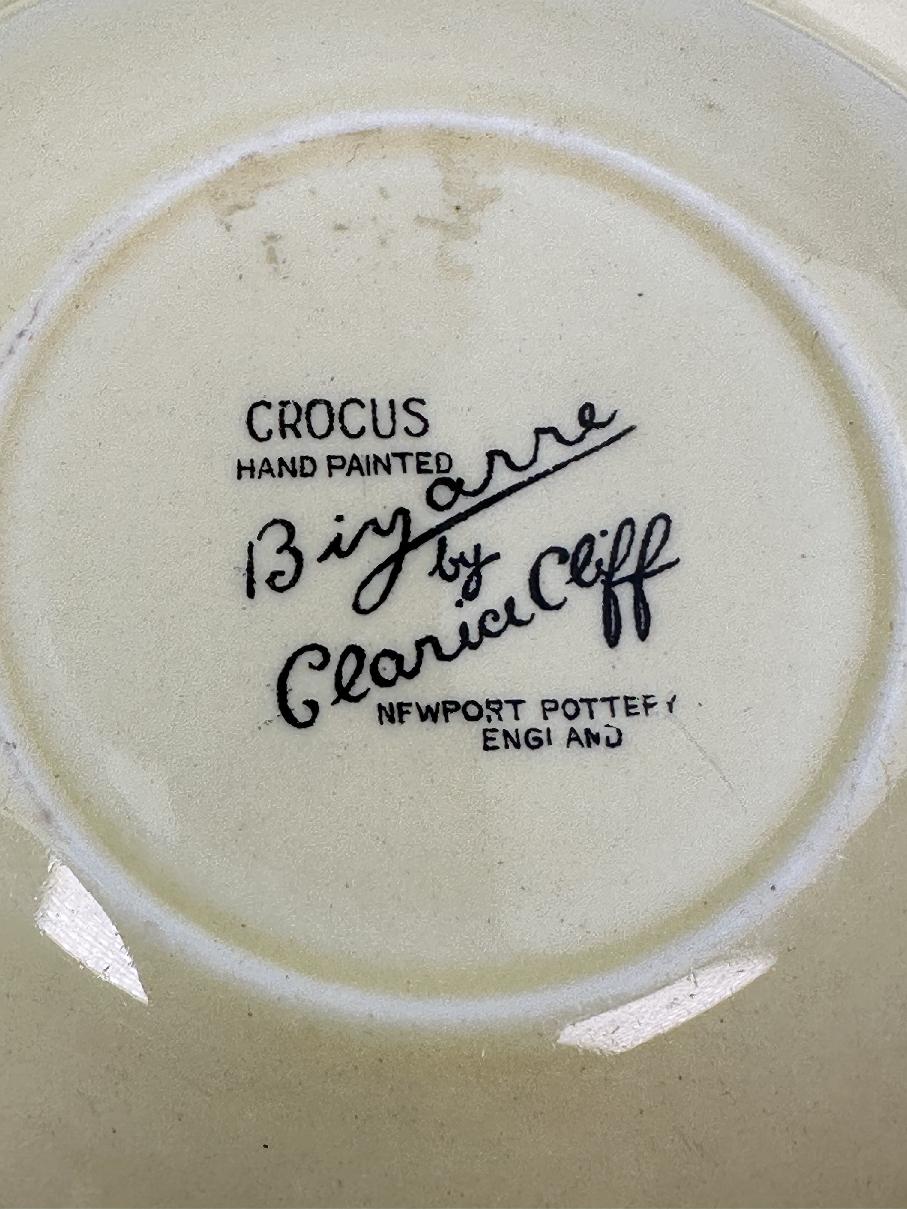 CROCUS
HAND PAINTED
Bizarre
by
Clarice Cliff
NEWPORT POTTERY
ENGLAND